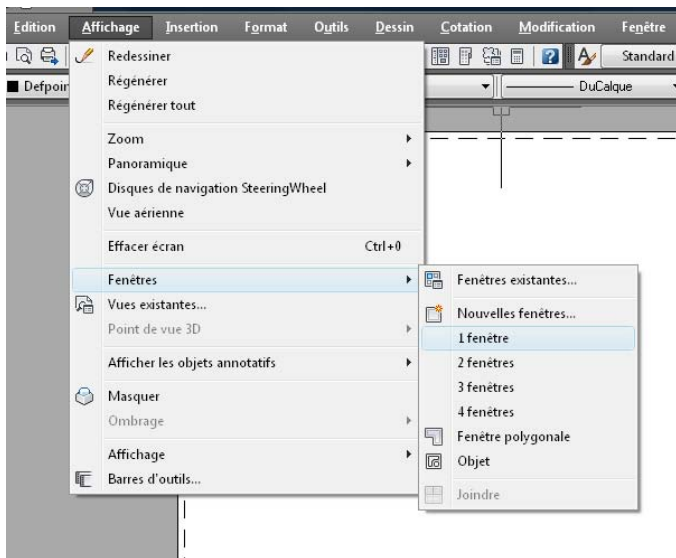 Edition Affichage Insertion Format Outils Dessin Cotation Modification Fenêtre
Standard
DuCalque
Redessiner
Régénérer
Régénérer tout
Zoom
Panoramique
Disques de navigation SteeringWheel
Vue aérienne
Effacer écran Ctrl+0
Fenêtres
Vues existantes...
Point de vue 3D
Afficher les objets annotatifs
Masquer
Ombrage
Affichage
Barres d'outils...
Fenêtres existantes...
Nouvelles fenêtres...
1 fenêtre
2 fenêtres
3 fenêtres
4 fenêtres
Fenêtre polygonale
Objet
Joindre